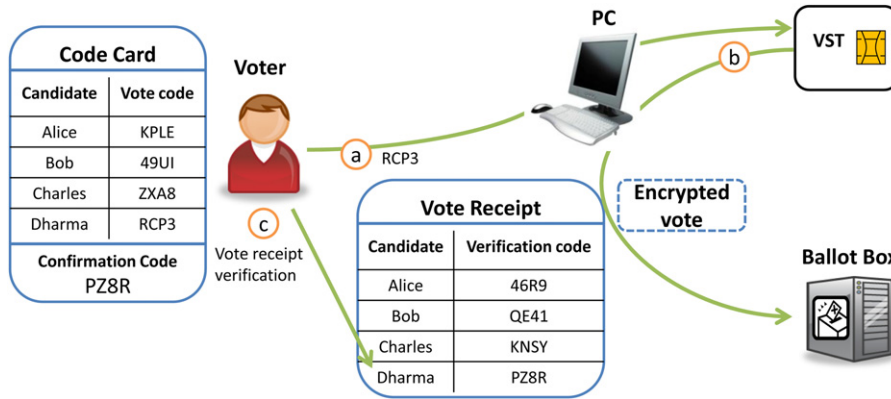 Code Card
Candidate Vote code
Alice KPLE
Bob 49UI
Charles ZXA8
Dharma RCP3
Confirmation Code
PZ8R
Voter
a RCP3
c
Vote receipt
verification
PC
b
VST
Encrypted
vote
Vote Receipt
Candidate Verification code
Alice 46R9
Bob QE41
Charles KNSY
Dharma PZ8R
Ballot Box